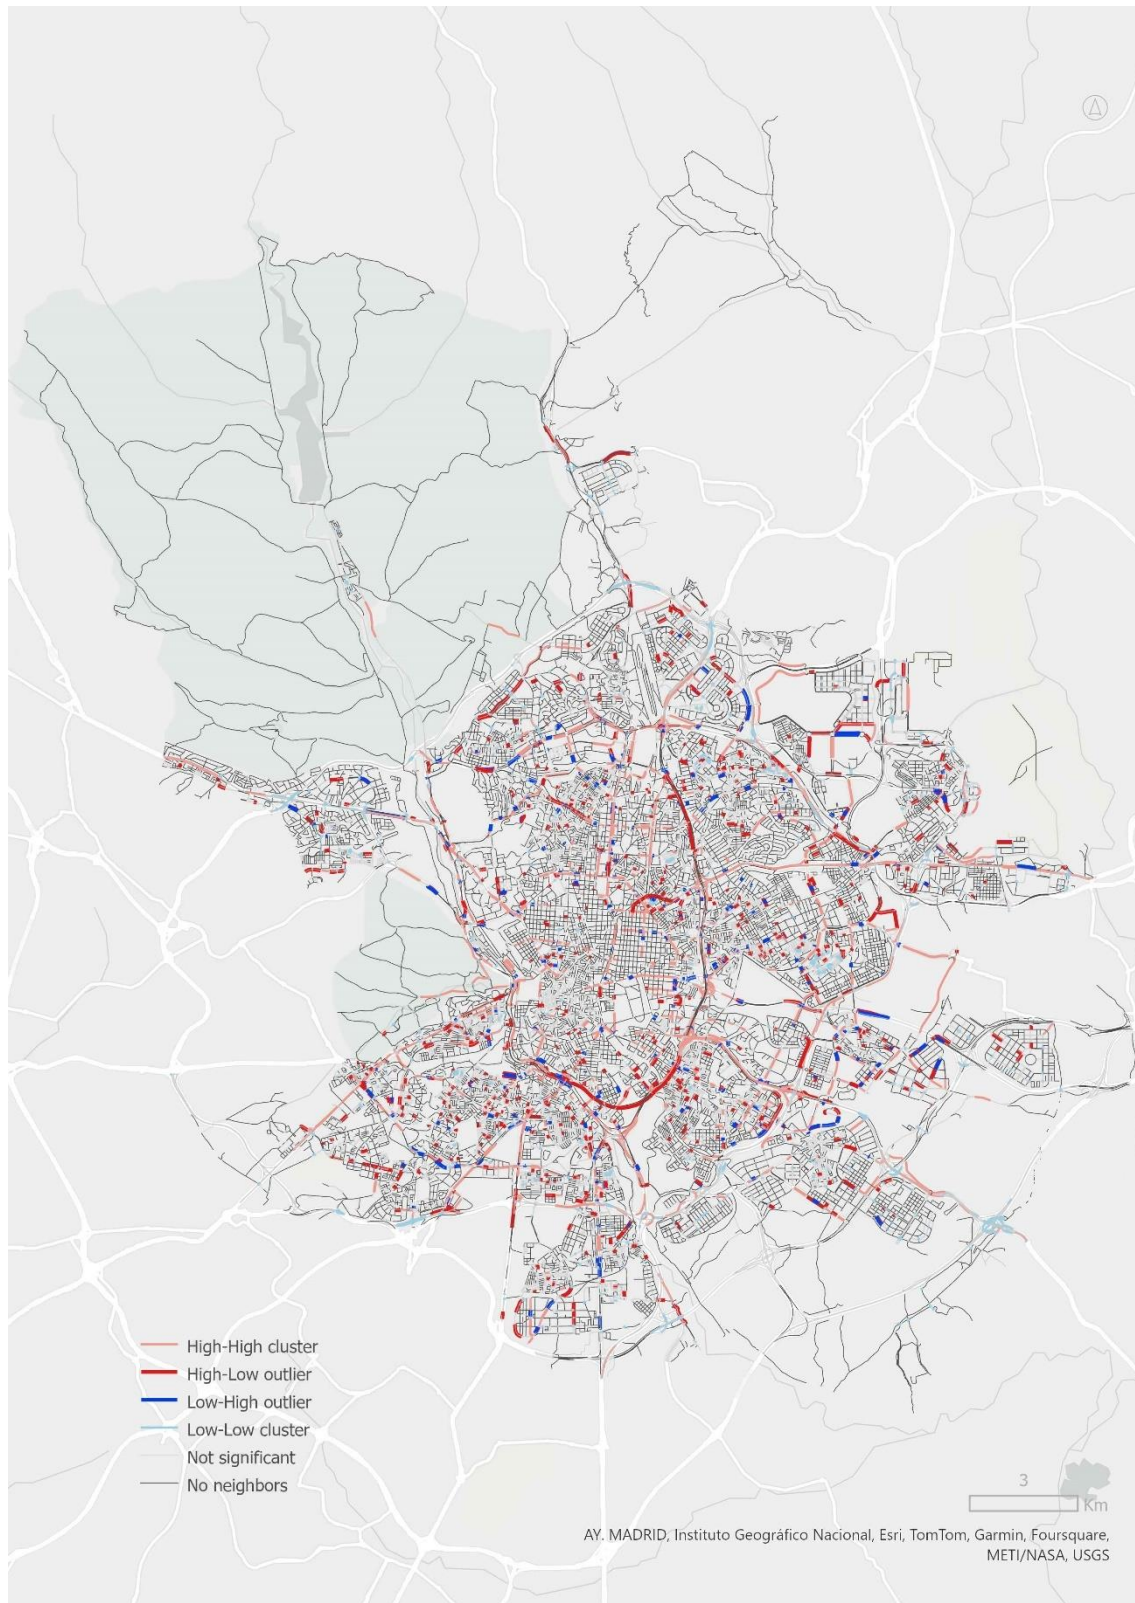 High-High cluster
High-Low outlier
Low-High outlier
Low-Low cluster
Not significant
No neighbors
3
Km
AY. MADRID, Instituto Geográfico Nacional, Esri, TomTom, Garmin, Foursquare,
METI/NASA, USGS